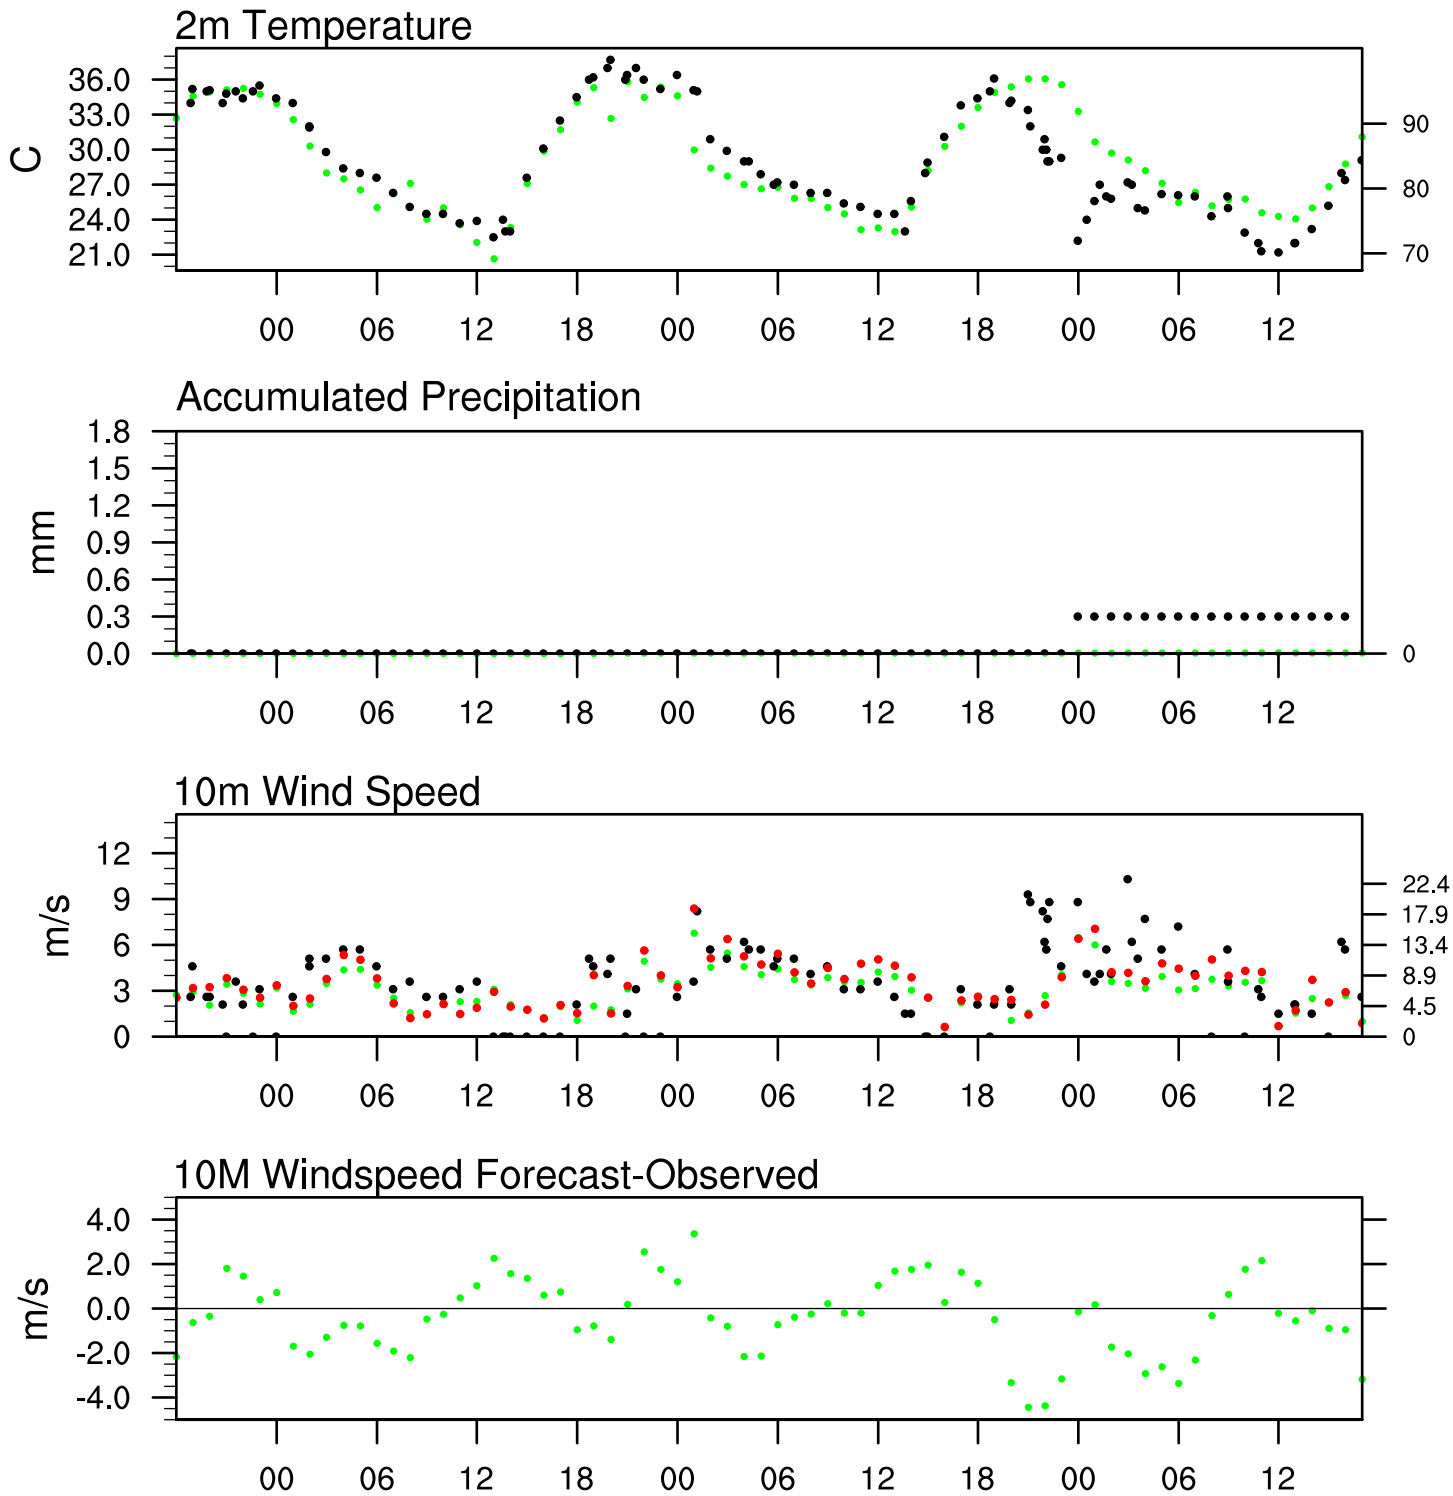 2m Temperature
36.0
33.0
30.0
27.0
24.0
21.0
C
90
80
70
00 06 12 18 00 06 12 18 00 06 12
Accumulated Precipitation
1.8
1.5
1.2
0.9
0.6
0.3
0.0
mm
0
00 06 12 18 00 06 12 18 00 06 12
10m Wind Speed
12
9
6
3
0
m/s
22.4
17.9
13.4
8.9
4.5
0
00 06 12 18 00 06 12 18 00 06 12
10M Windspeed Forecast-Observed
4.0
2.0
0.0
-2.0
-4.0
m/s
00 06 12 18 00 06 12 18 00 06 12